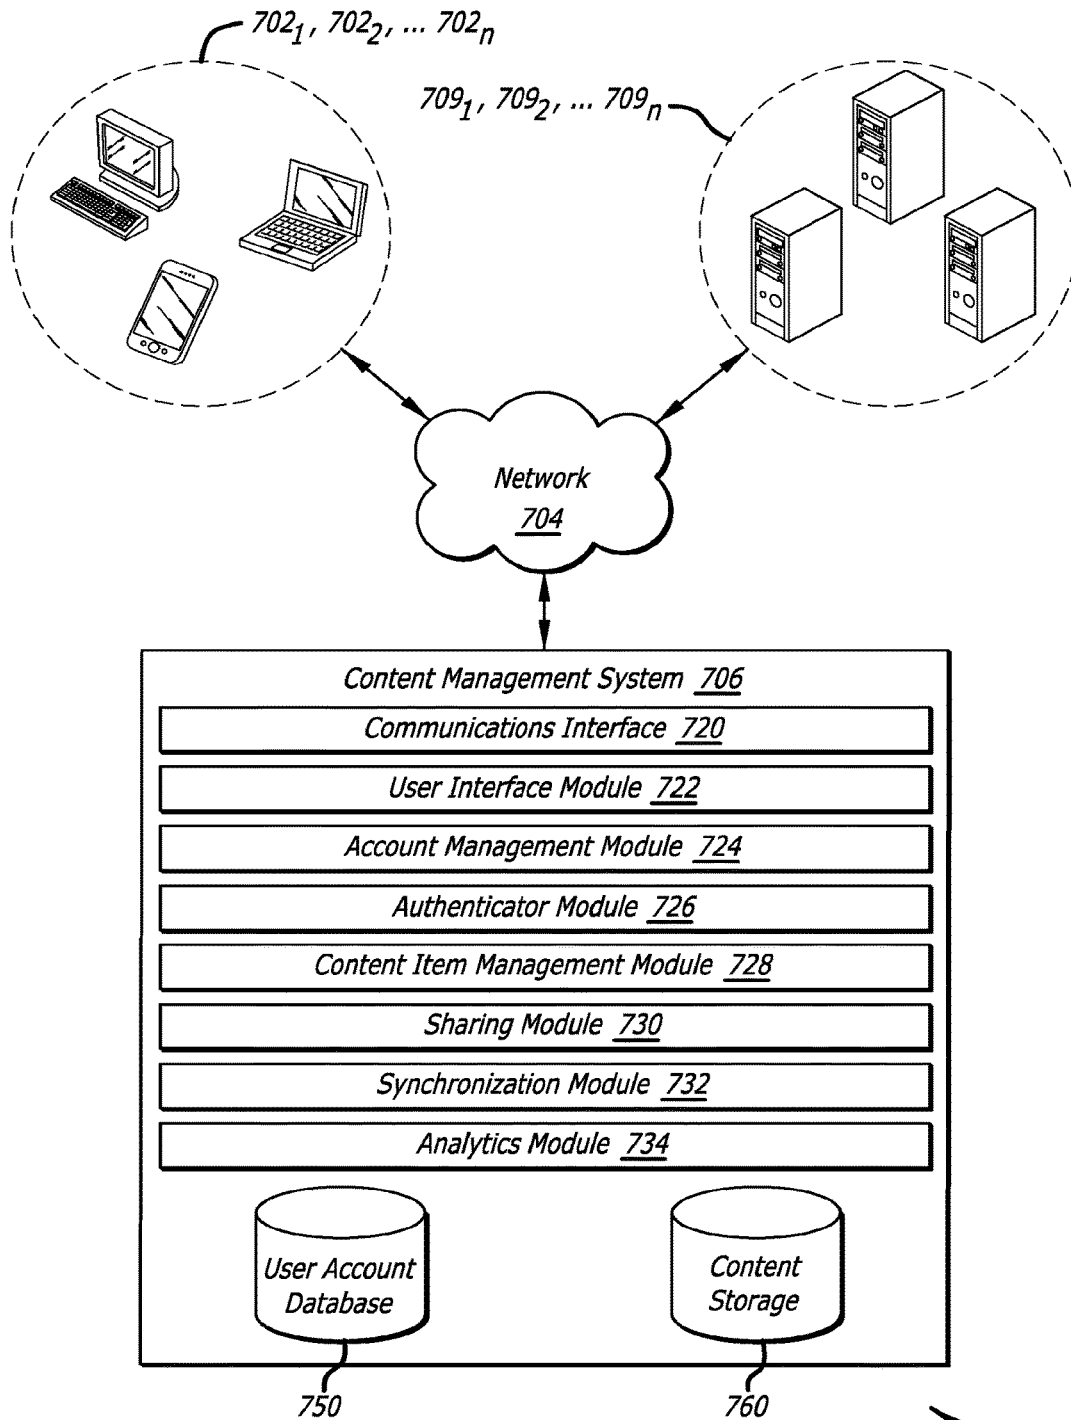 702₁, 702₂, ... 702ₙ
709₁, 709₂, ... 709ₙ
Network
704
Content Management System 706
Communications Interface 720
User Interface Module 722
Account Management Module 724
Authenticator Module 726
Content Item Management Module 728
Sharing Module 730
Synchronization Module 732
Analytics Module 734
User Account
Database
Content
Storage
750
760